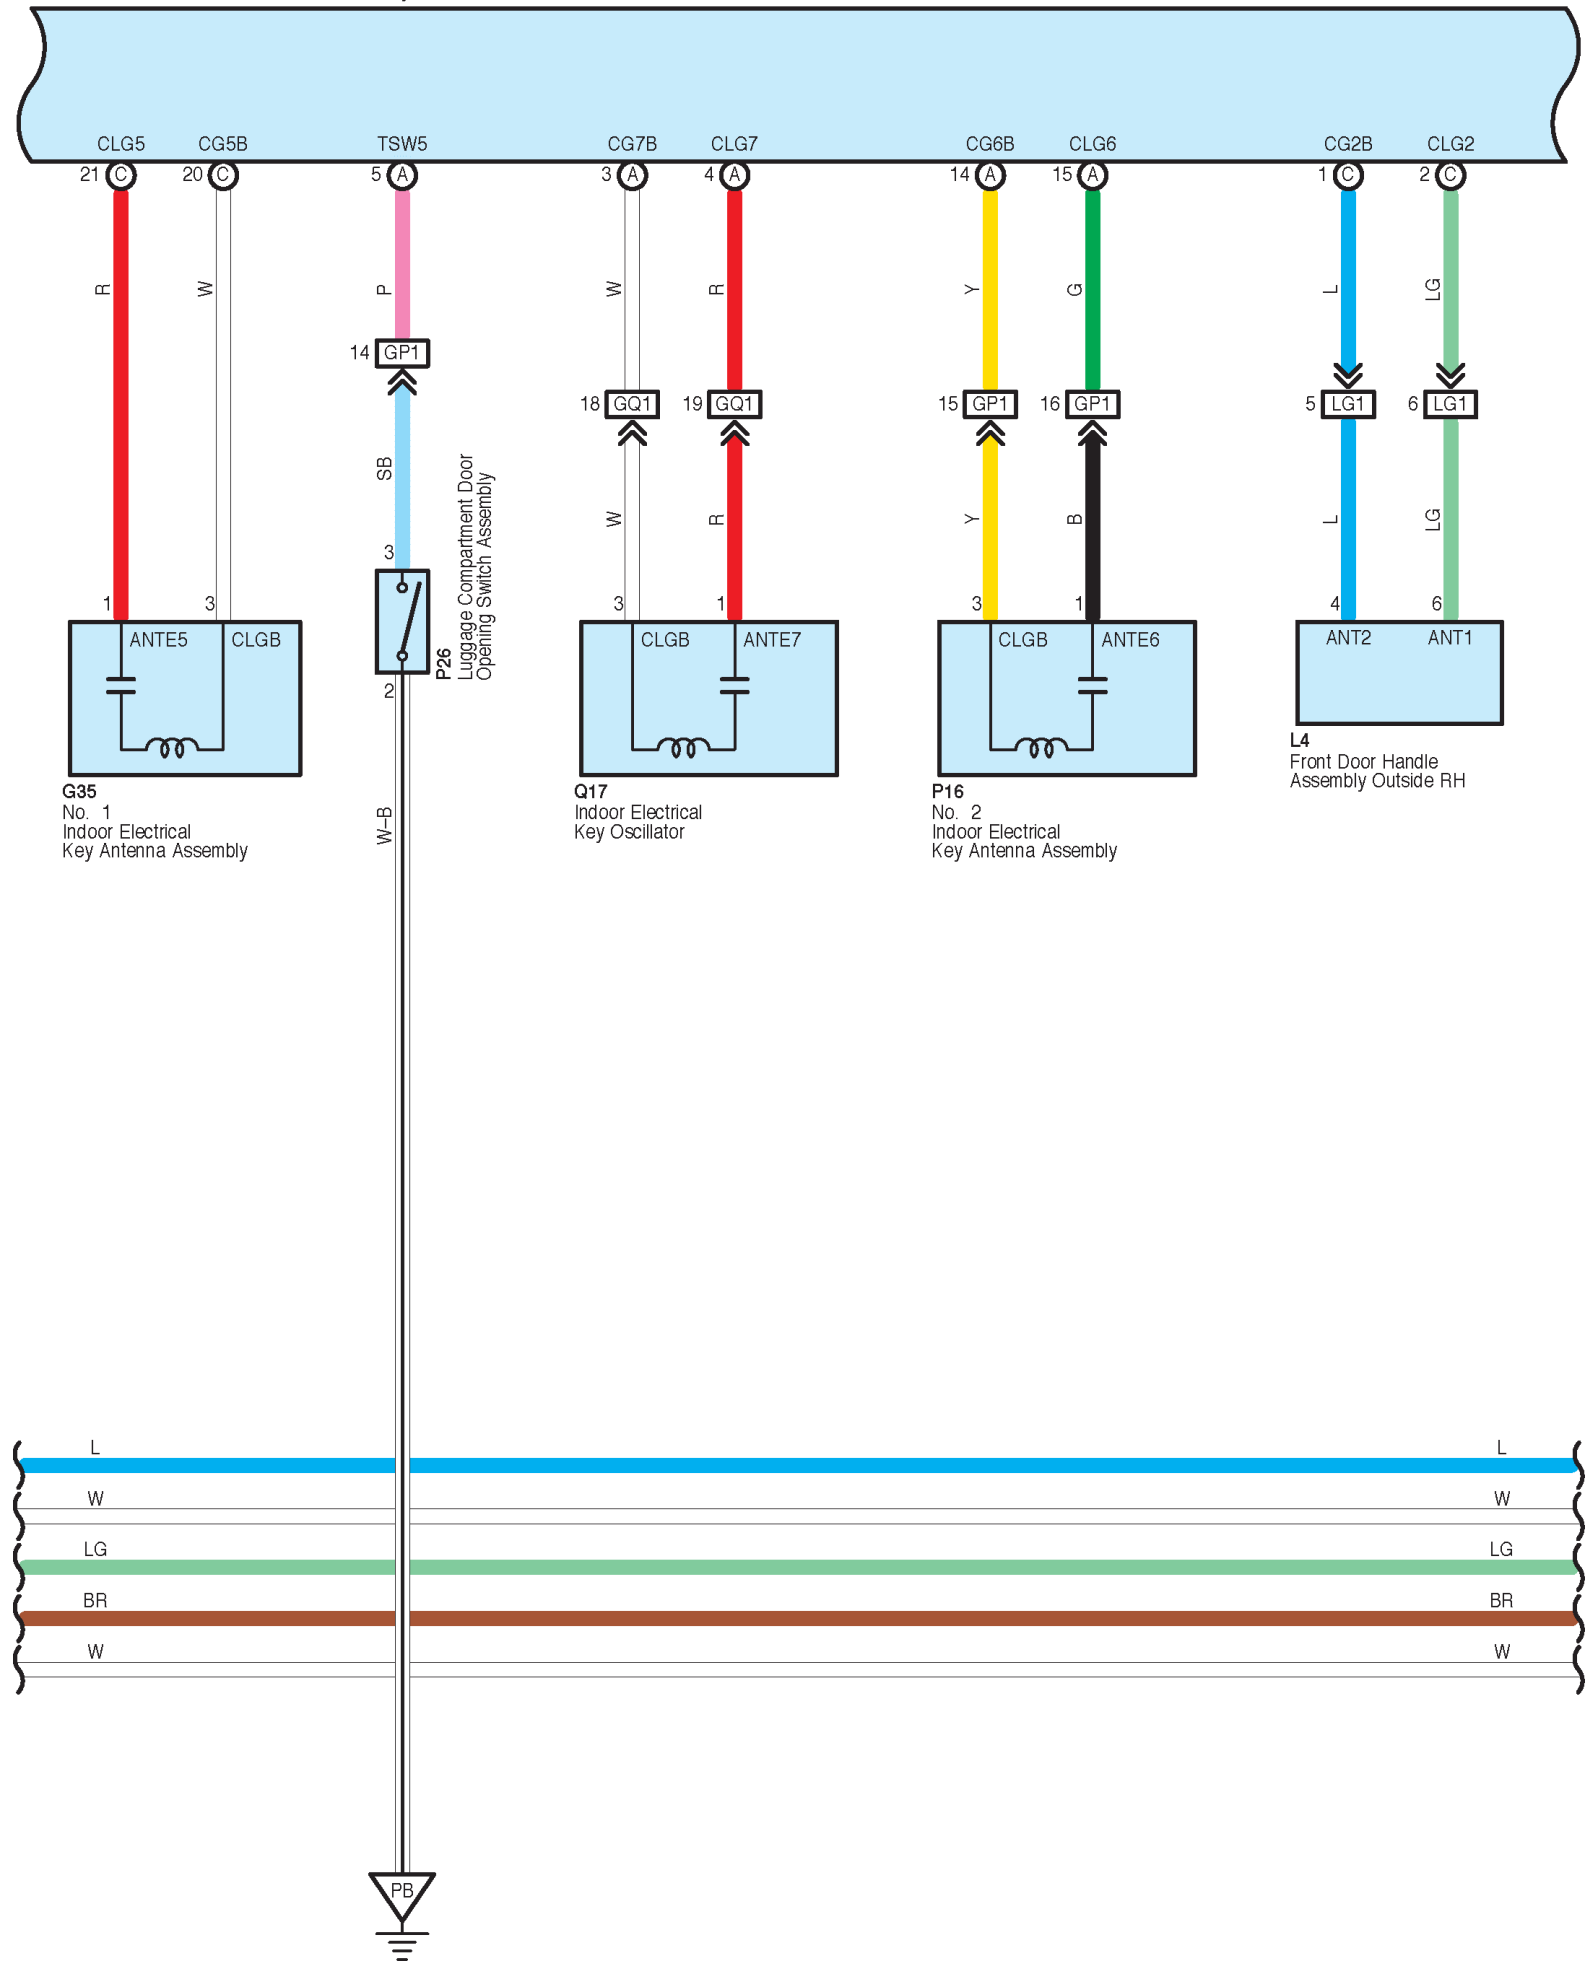 CLG5 CG5B TSW5 CG7B CLG7 CG6B CLG6 CG2B CLG2
21 C 20 C 5 A 3 A 4 A 14 A 15 A 1 C 2 C
R W P W R Y G L LG
14 GP1
18 GQ1 19 GQ1 15 GP1 16 GP1 5 LG1 6 LG1
SB
W R Y B L LG
3
1 3 3 1 3 1 4 6
ANTE5 CLGB CLGB ANTE7 CLGB ANTE6 ANT2 ANT1
P26
Luggage Compartment Door
Opening Switch Assembly
2
L4
Front Door Handle
Assembly Outside RH
G35
No. 1
Indoor Electrical
Key Antenna Assembly
W-B
Q17
Indoor Electrical
Key Oscillator
P16
No. 2
Indoor Electrical
Key Antenna Assembly
L L
W W
LG LG
BR BR
W W
PB